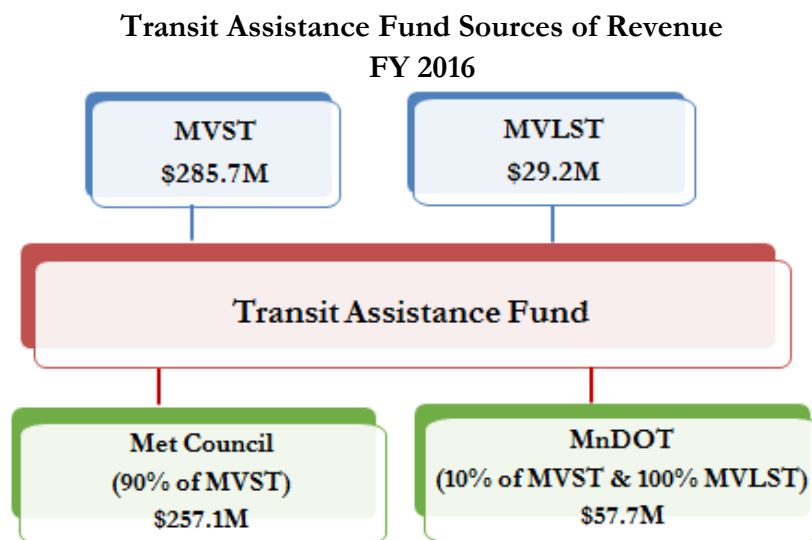 Transit Assistance Fund Sources of Revenue
FY 2016
MVST
$285.7M
MVLST
$29.2M
Transit Assistance Fund
Met Council
(90% of MVST)
$257.1M
MnDOT
(10% of MVST & 100% MVLST)
$57.7M